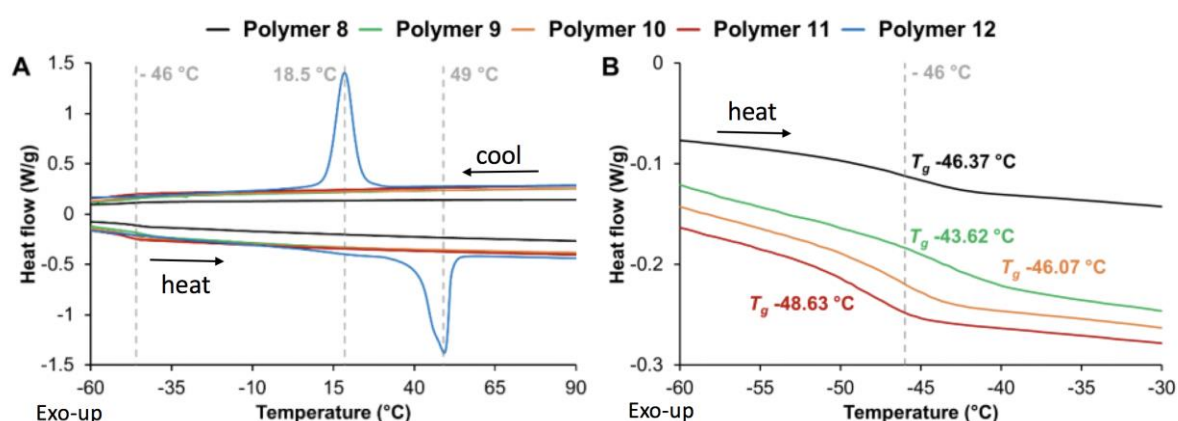 Polymer 8 Polymer 9 Polymer 10 Polymer 11 Polymer 12
A
- 46 °C 18.5 °C 49 °C
1.5
1
0.5
0
-0.5
-1
-1.5
Heat flow (W/g)
cool
heat
-60 -35 -10 15 40 65 90
Exo-up
Temperature (°C)
B
- 46 °C
0
-0.1
-0.2
-0.3
Heat flow (W/g)
heat
Tg -46.37 °C
Tg -43.62 °C
Tg -46.07 °C
Tg -48.63 °C
-60 -55 -50 -45 -40 -35 -30
Exo-up
Temperature (°C)